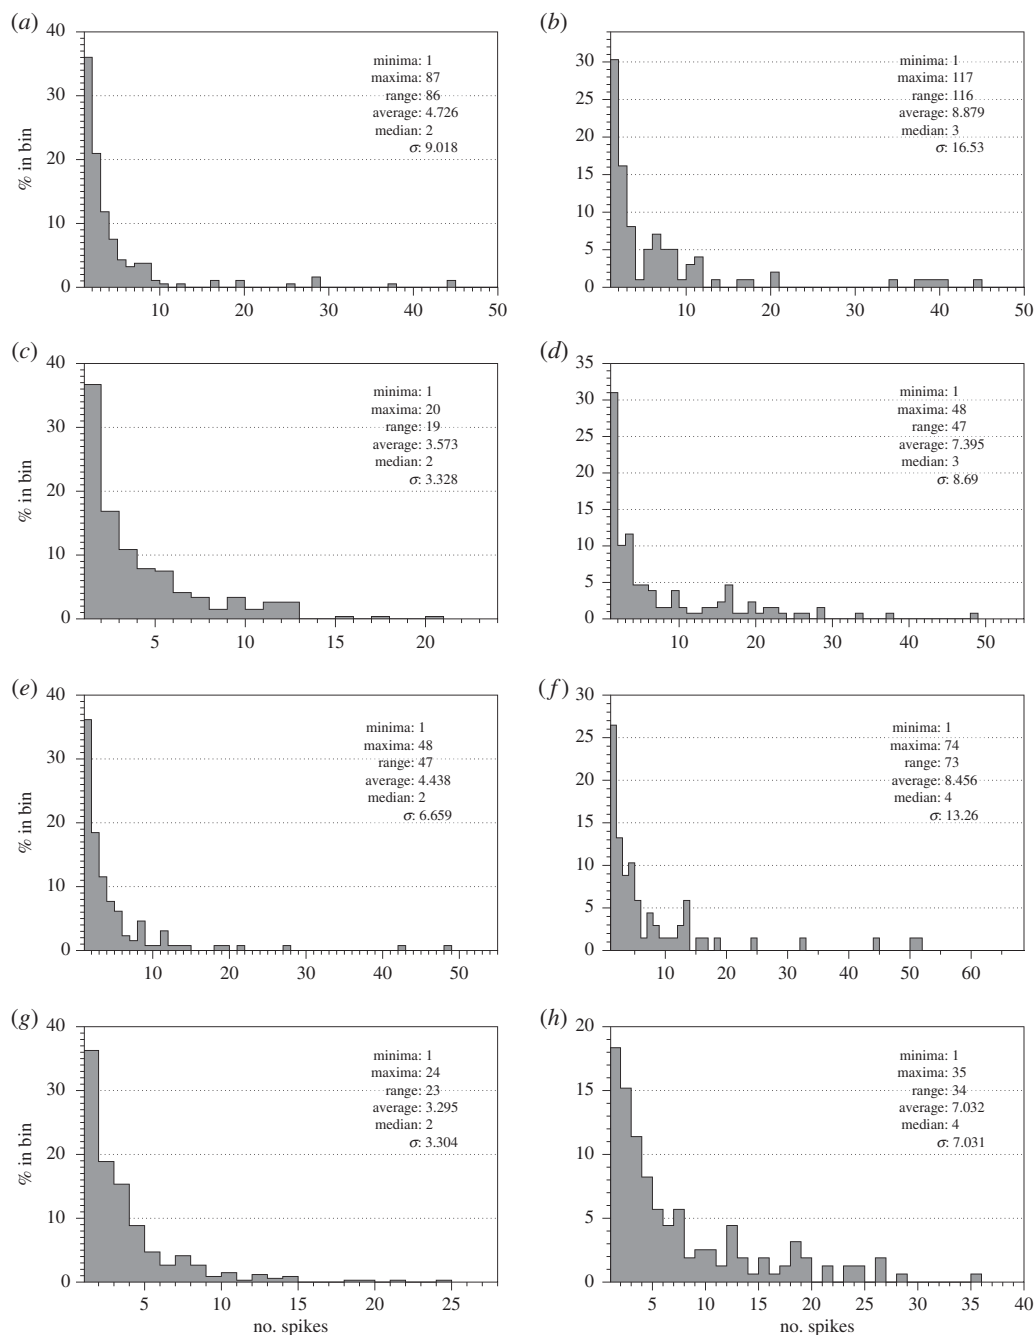 (a)
40
30
20
10
0
% in bin
minima: 1
maxima: 87
range: 86
average: 4.726
median: 2
σ: 9.018
10 20 30 40 50
(b)
30
25
20
15
10
5
0
minima: 1
maxima: 117
range: 116
average: 8.879
median: 3
σ: 16.53
10 20 30 40 50
(c)
40
30
20
10
0
% in bin
minima: 1
maxima: 20
range: 19
average: 3.573
median: 2
σ: 3.328
5 10 15 20
(d)
35
30
25
20
15
10
5
0
minima: 1
maxima: 48
range: 47
average: 7.395
median: 3
σ: 8.69
10 20 30 40 50
(e)
40
30
20
10
0
% in bin
minima: 1
maxima: 48
range: 47
average: 4.438
median: 2
σ: 6.659
10 20 30 40 50
(f)
30
25
20
15
10
5
0
minima: 1
maxima: 74
range: 73
average: 8.456
median: 4
σ: 13.26
10 20 30 40 50 60
(g)
40
30
20
10
0
% in bin
minima: 1
maxima: 24
range: 23
average: 3.295
median: 2
σ: 3.304
5 10 15 20 25
no. spikes
(h)
20
15
10
5
0
minima: 1
maxima: 35
range: 34
average: 7.032
median: 4
σ: 7.031
5 10 15 20 25 30 35 40
no. spikes